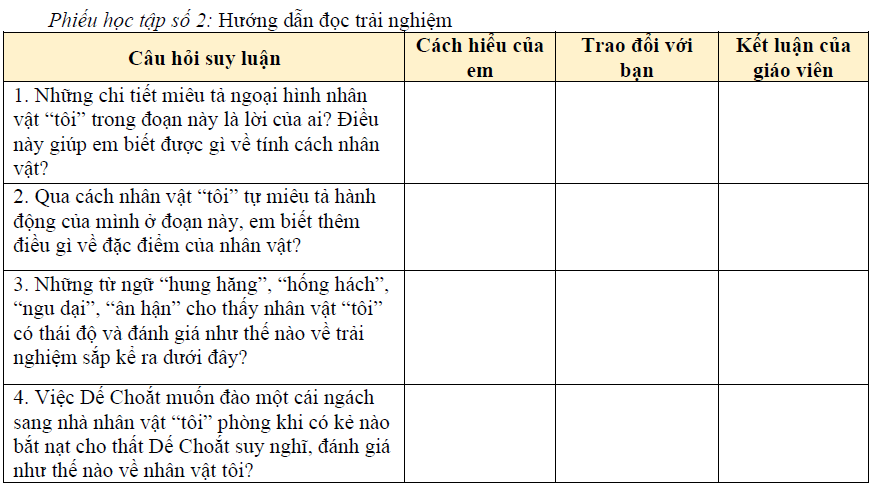 Phiếu học tập số 2: Hướng dẫn đọc trải nghiệm
Câu hỏi suy luận
Cách hiểu của
em
Trao đổi với
bạn
Kết luận của
giáo viên
1. Những chi tiết miêu tả ngoại hình nhân
vật “tôi” trong đoạn này là lời của ai? Điều
này giúp em biết được gì về tính cách nhân
vật?
2. Qua cách nhân vật “tôi” tự miêu tả hành
động của mình ở đoạn này, em biết thêm
điều gì về đặc điểm của nhân vật?
3. Những từ ngữ “hung hăng”, “hống hách”,
“ngu dại”, “ân hận” cho thấy nhân vật “tôi”
có thái độ và đánh giá như thế nào về trải
nghiệm sắp kể ra dưới đây?
4. Việc Dế Choắt muốn đào một cái ngách
sang nhà nhân vật “tôi” phòng khi có kẻ nào
bắt nạt cho thất Dế Choắt suy nghĩ, đánh giá
như thế nào về nhân vật tôi?